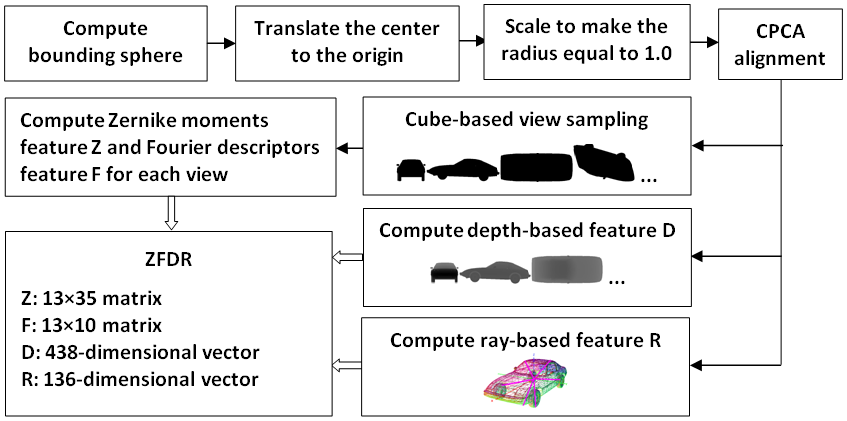 Compute
bounding sphere
Translate the center
to the origin
Scale to make the
radius equal to 1.0
CPCA
alignment
Compute Zernike moments
feature Z and Fourier descriptors
feature F for each view
Cube-based view sampling
...
Compute depth-based feature D
...
ZFDR
Z: 13×35 matrix
F: 13×10 matrix
D: 438-dimensional vector
R: 136-dimensional vector
Compute ray-based feature R